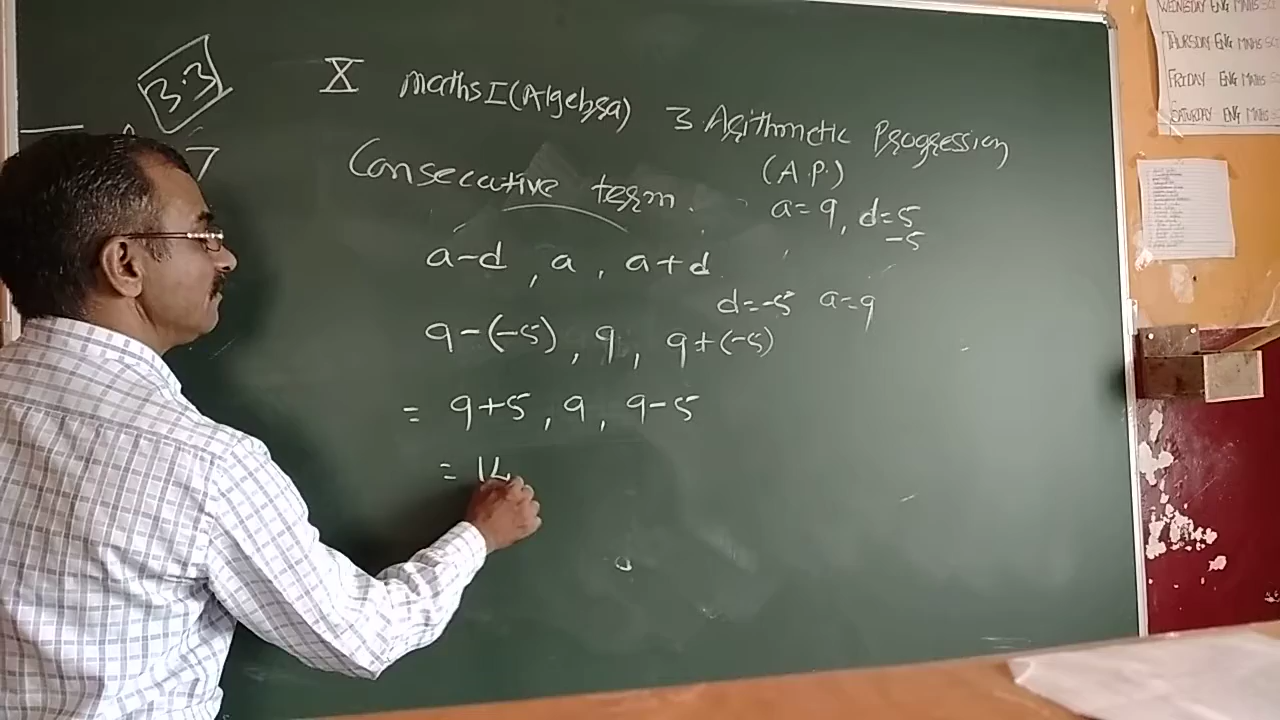 3.3
X maths I (Algebra) 3. Arithmetic Progression
(A.P.)
7
Consecutive term.
a = 9, d = 5
-5
a-d, a, a+d
d = -5 a = 9
9-(-5), 9, 9+(-5)
= 9+5, 9, 9-5
= 14
WEDNESDAY ENG MATHS
THURSDAY ENG MATHS
FRIDAY ENG MATHS
SATURDAY ENG MATHS